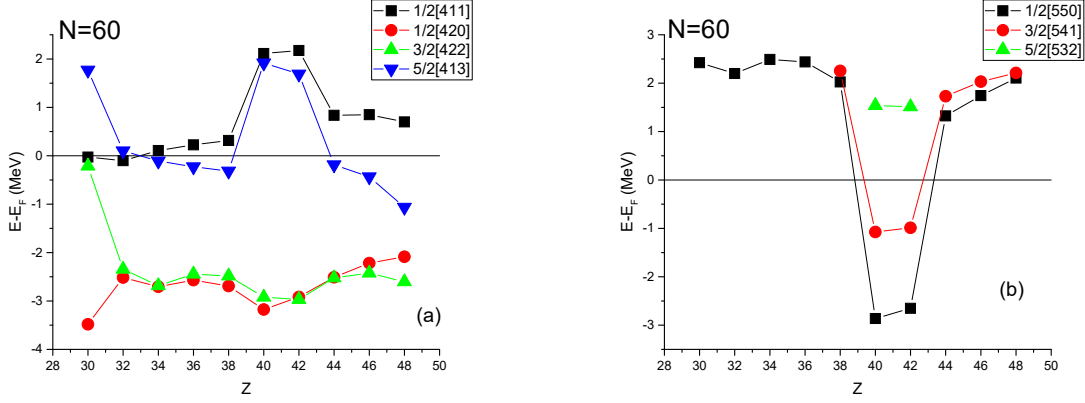 N=60
1/2[411]
1/2[420]
3/2[422]
5/2[413]
2
1
0
-1
-2
-3
-4
E-E_F (MeV)
(a)
28 30 32 34 36 38 40 42 44 46 48 50
Z
N=60
1/2[550]
3/2[541]
5/2[532]
3
2
1
0
-1
-2
-3
E-E_F (MeV)
(b)
28 30 32 34 36 38 40 42 44 46 48 50
Z